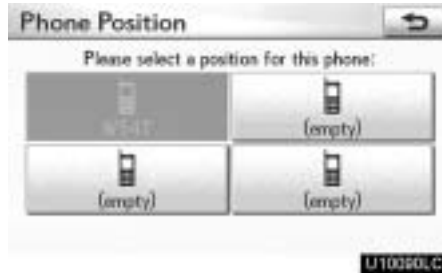 Phone Position
Please select a position for this phone:
(empty)
(empty)
(empty)
U10090LC